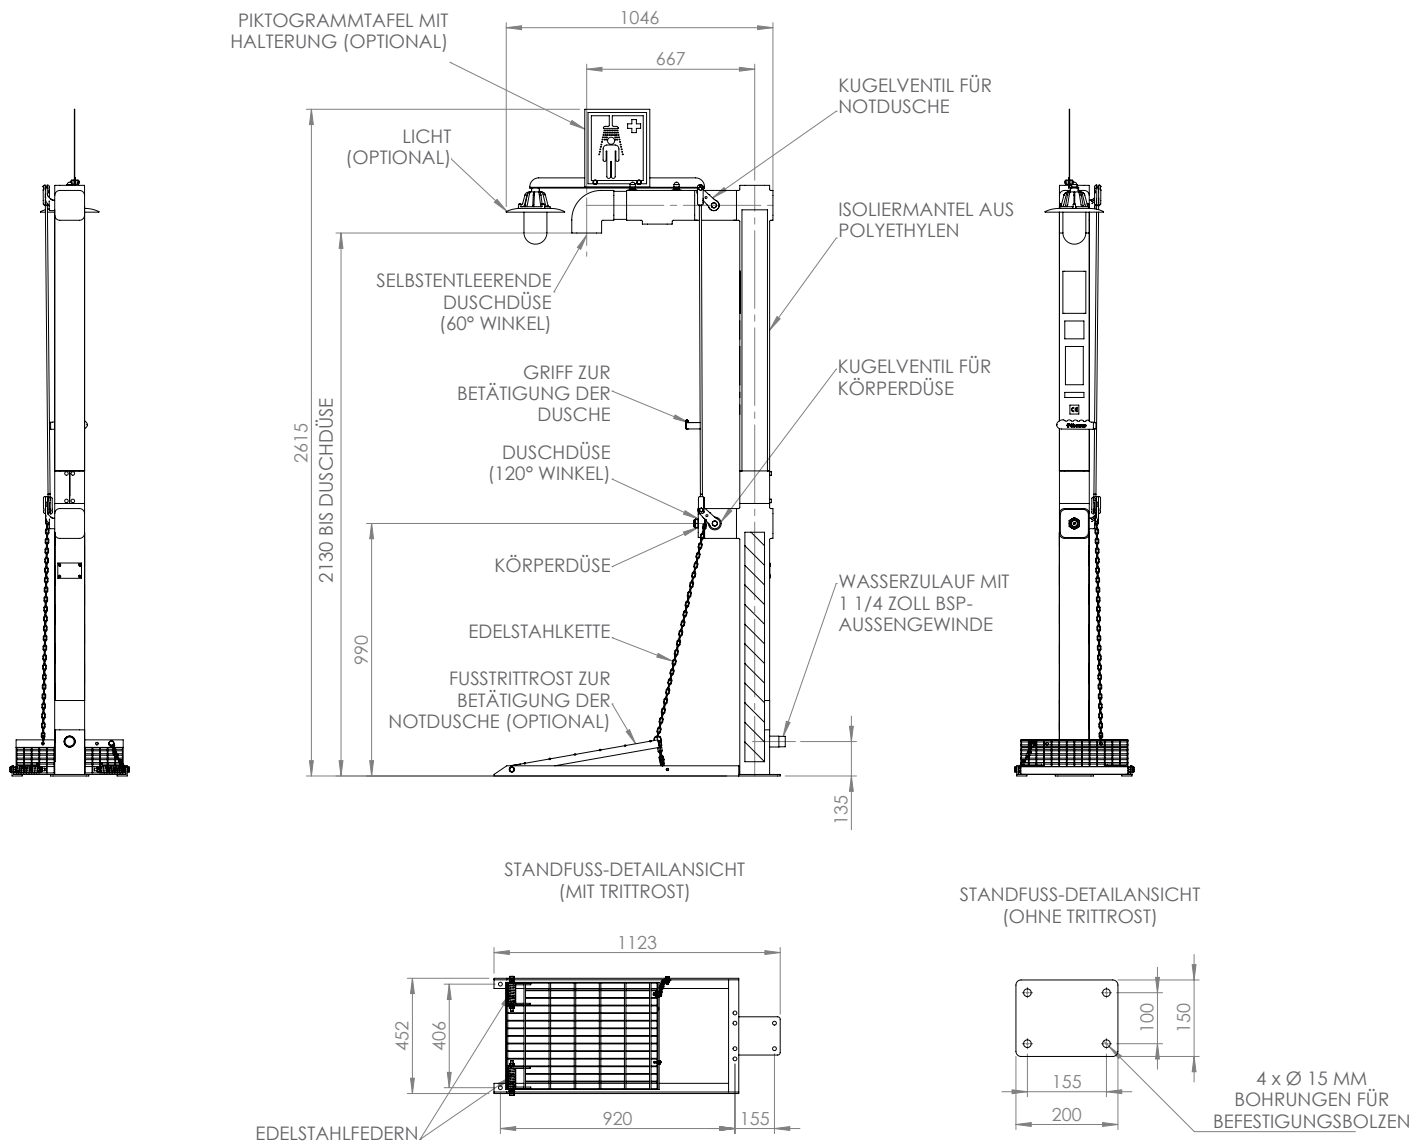 PIKTOGRAMMTAFEL MIT
HALTERUNG (OPTIONAL)
1046
667
KUGELVENTIL FÜR
NOTDUSCHE
LICHT
(OPTIONAL)
ISOLIERMANTEL AUS
POLYETHYLEN
SELBSTENTLEERENDE
DUSCHDÜSE
(60° WINKEL)
GRIFF ZUR
BETÄTIGUNG DER
DUSCHE
KUGELVENTIL FÜR
KÖRPERDÜSE
2615
2130 BIS DUSCHDÜSE
DUSCHDÜSE
(120° WINKEL)
KÖRPERDÜSE
WASSERZULAUF MIT
1 1/4 ZOLL BSP-
AUSSENGEWINDE
990
EDELSTAHLKETTE
FUSSTRITTROST ZUR
BETÄTIGUNG DER
NOTDUSCHE (OPTIONAL)
135
CE
STANDFUSS-DETAILANSICHT
(MIT TRITTROST)
1123
452
406
920
155
EDELSTAHLFEDERN
STANDFUSS-DETAILANSICHT
(OHNE TRITTROST)
100
150
155
200
4 x Ø 15 MM
BOHRUNGEN FÜR
BEFESTIGUNGSBOLZEN